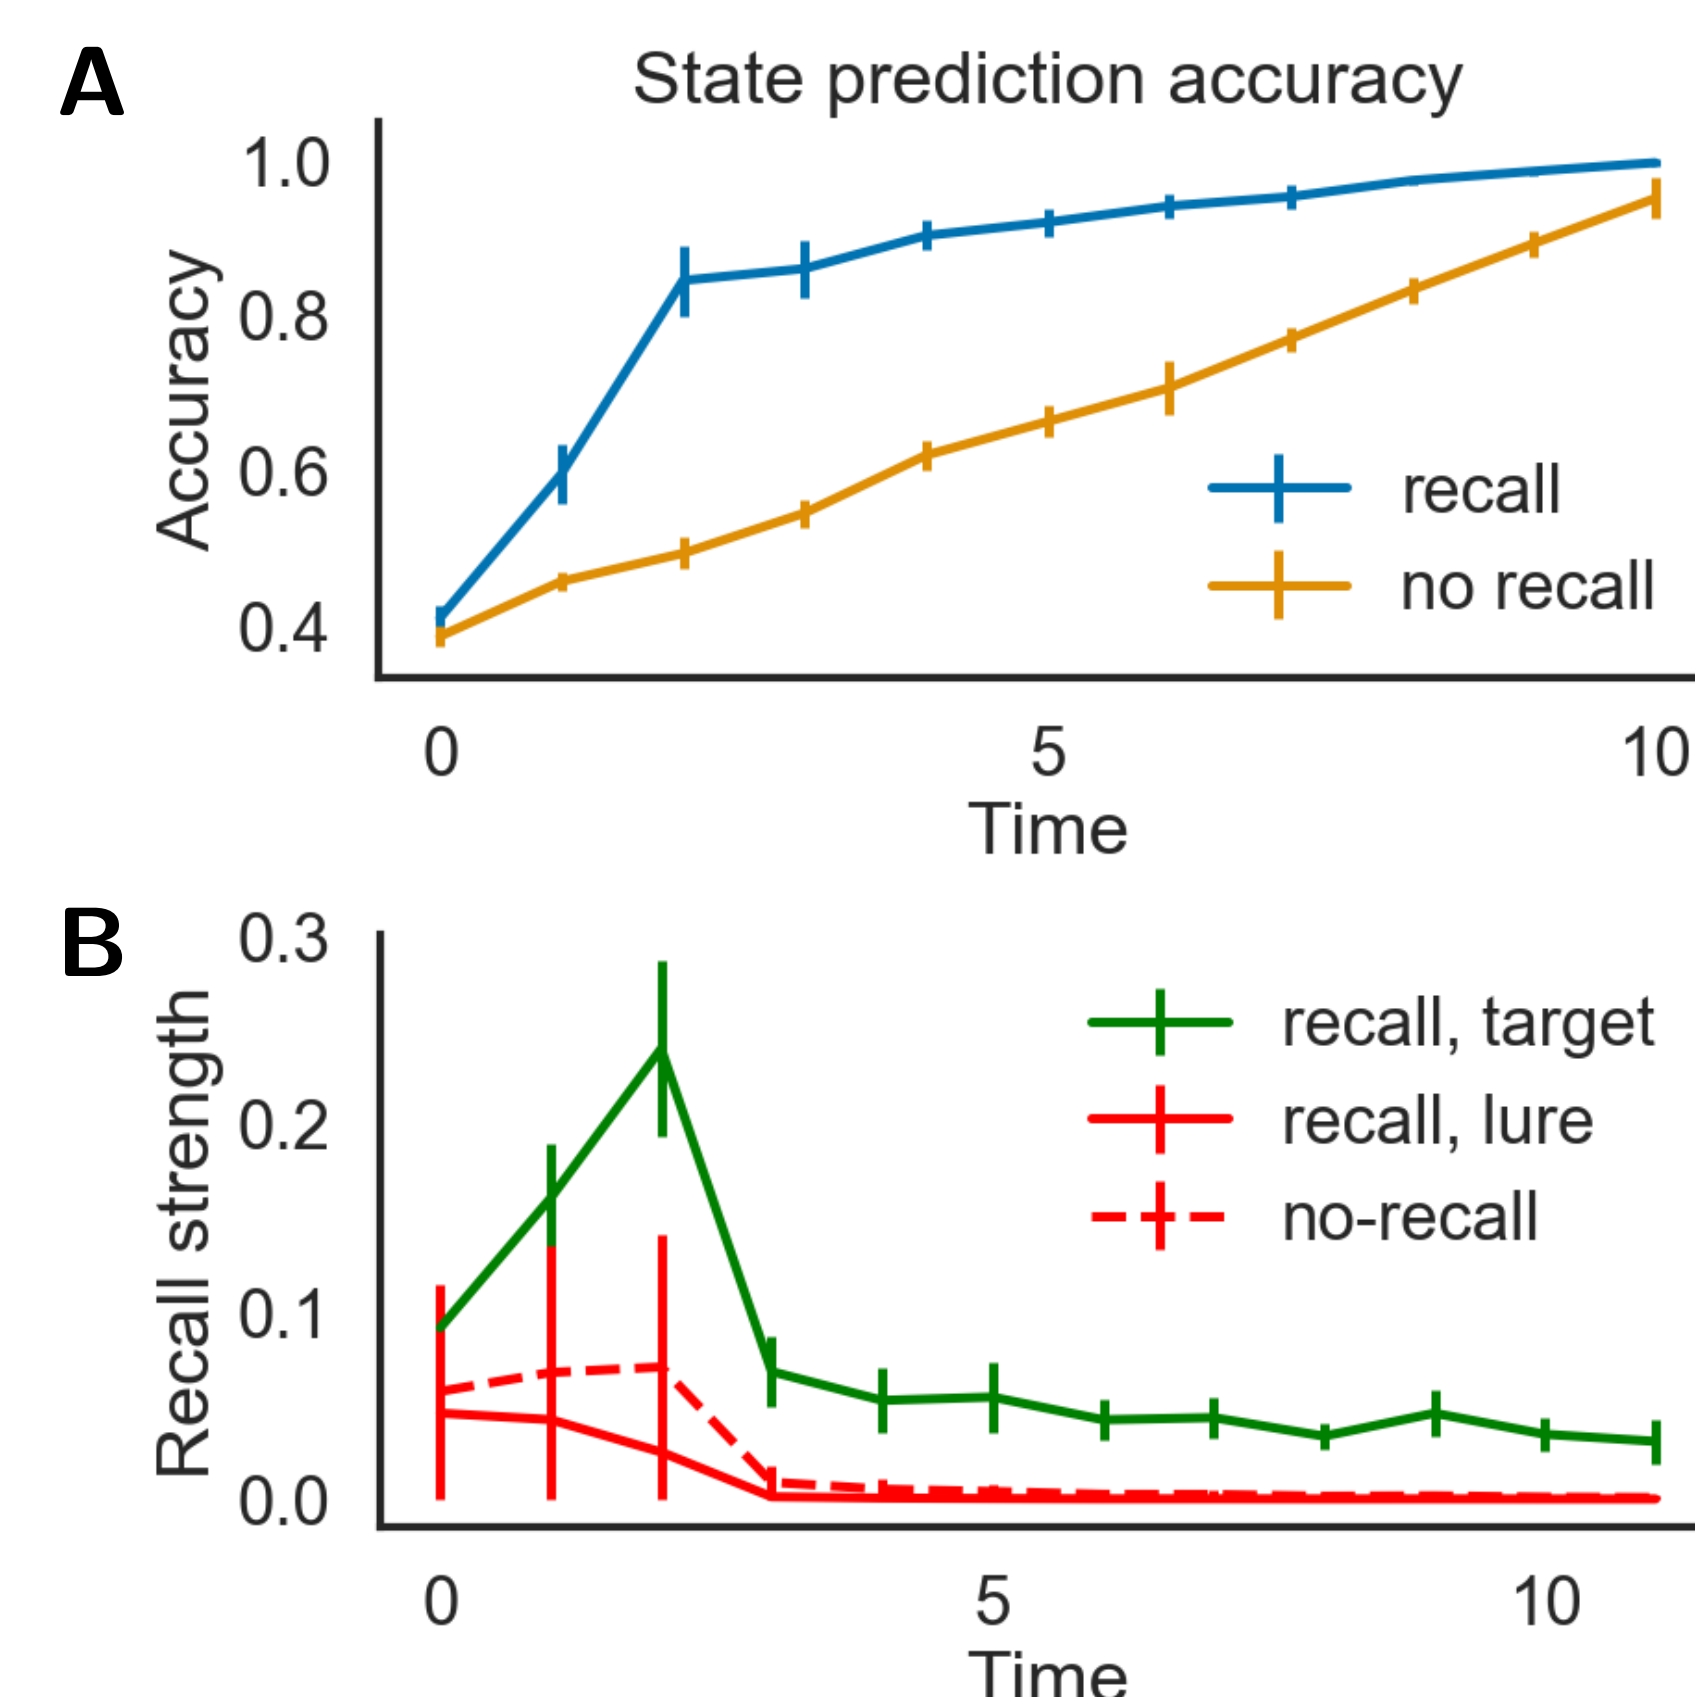 A
State prediction accuracy
1.0
0.8
0.6
0.4
Accuracy
recall
no recall
0
5
10
Time
B
0.3
0.2
0.1
0.0
Recall strength
recall, target
recall, lure
no-recall
0
5
10
Time